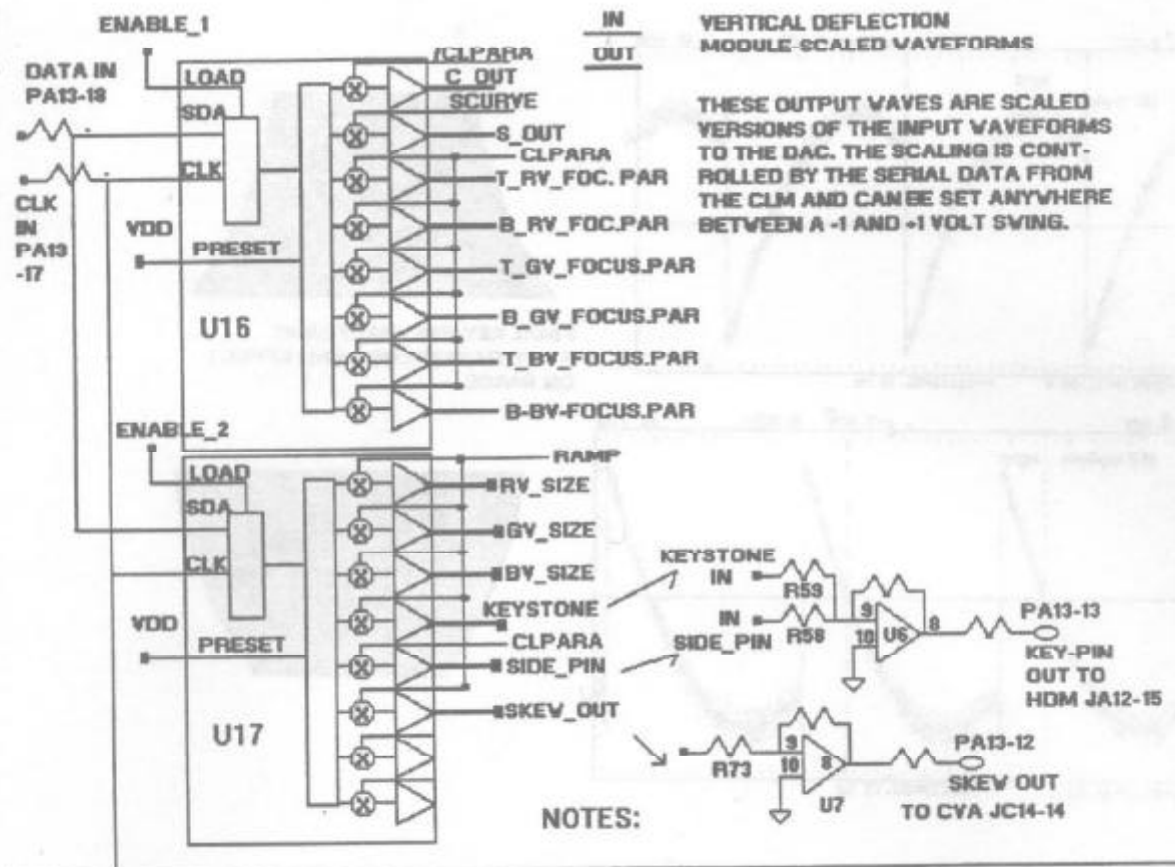 ENABLE_1
DATA IN
PA13-18
CLK
IN
PA13
-17
LOAD
SDA
CLK
VDD
PRESET
U16
/CLPARA
C_OUT
SCURVE
S_OUT
CLPARA
T_RV_FOC. PAR
B_RV_FOC.PAR
T_GV_FOCUS.PAR
B_GV_FOCUS.PAR
T_BV_FOCUS.PAR
B-BV-FOCUS.PAR
IN
OUT
VERTICAL DEFLECTION
MODULE-SCALED WAVEFORMS
THESE OUTPUT WAVES ARE SCALED
VERSIONS OF THE INPUT WAVEFORMS
TO THE DAC. THE SCALING IS CONT-
ROLLED BY THE SERIAL DATA FROM
THE CLM AND CAN BE SET ANYWHERE
BETWEEN A -1 AND +1 VOLT SWING.
ENABLE_2
LOAD
SDA
CLK
VDD
PRESET
U17
RAMP
RV_SIZE
GV_SIZE
BV_SIZE
KEYSTONE
CLPARA
SIDE_PIN
SKEW_OUT
KEYSTONE
IN
R59
IN
SIDE_PIN
R58
9
10
U6
8
PA13-13
KEY-PIN
OUT TO
HDM JA12-15
R73
9
10
8
U7
PA13-12
SKEW OUT
TO CVA JC14-14
NOTES: